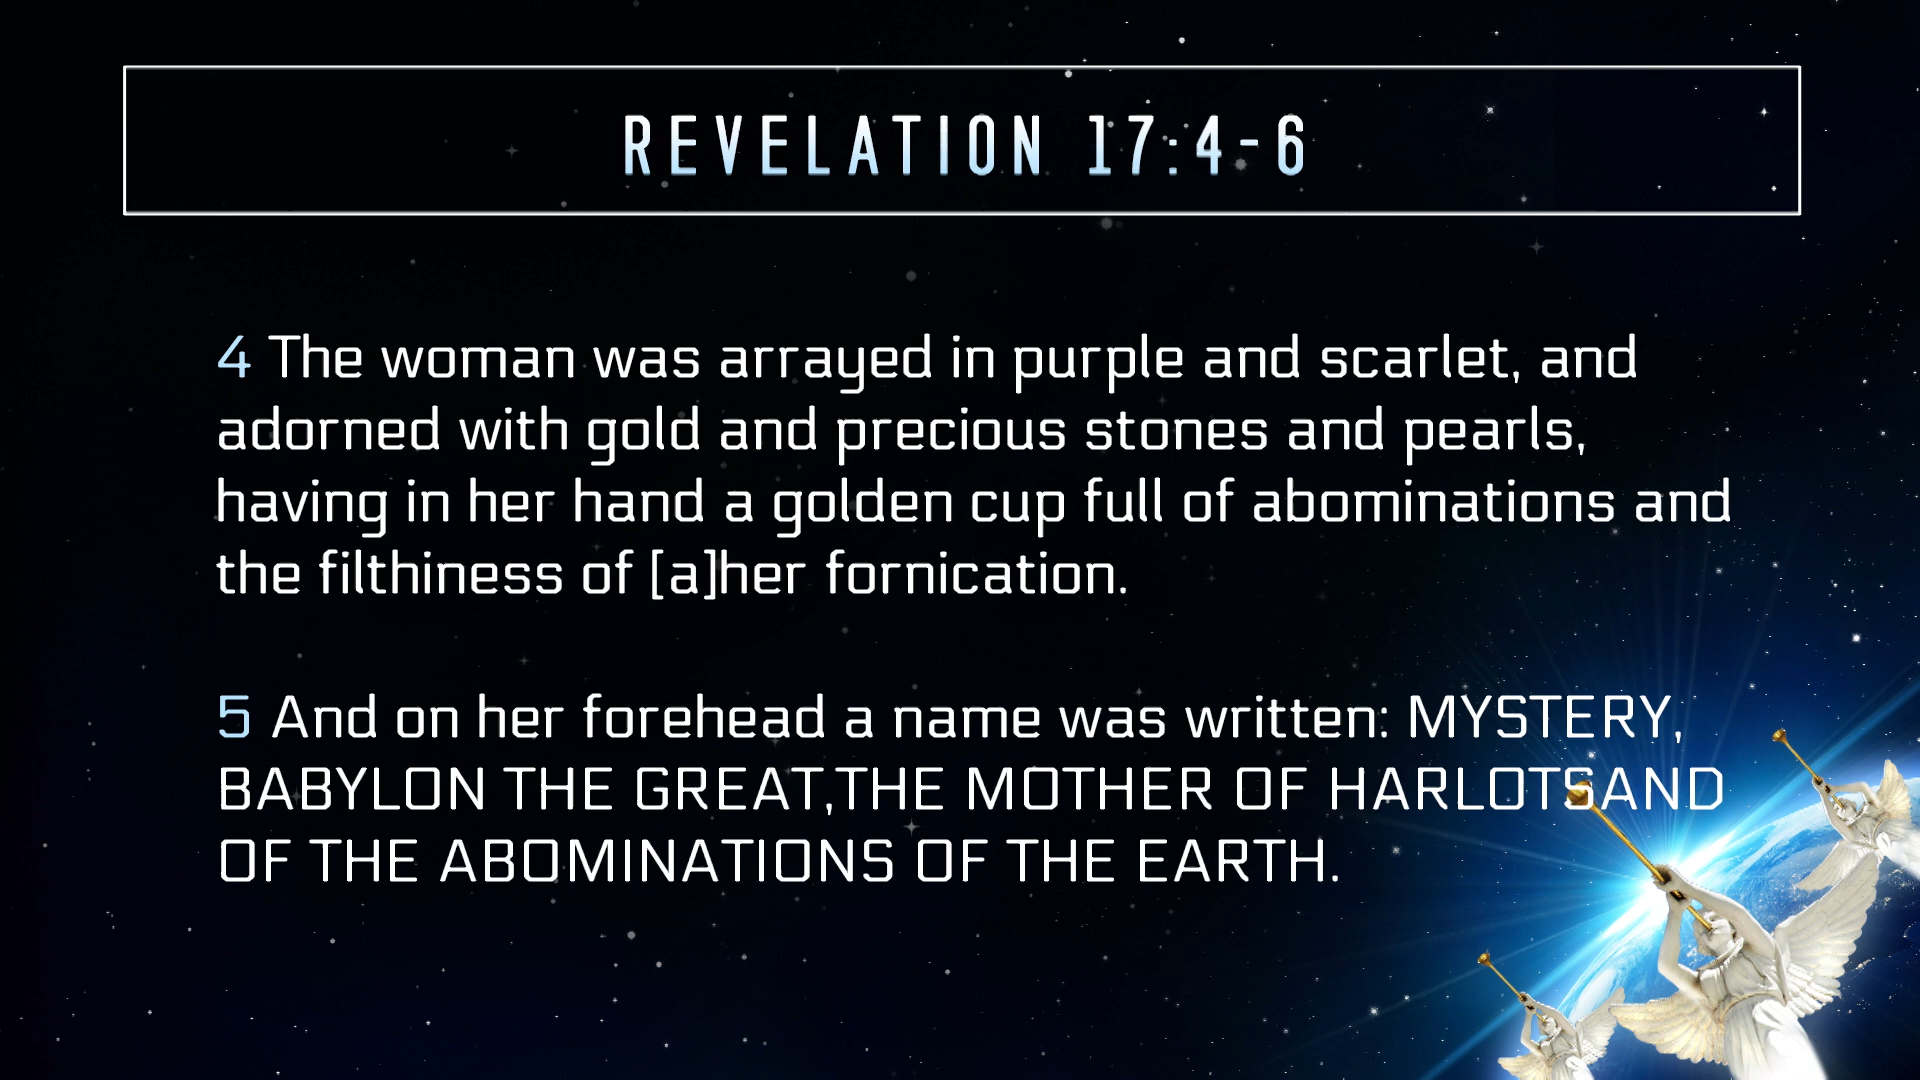 REVELATION 17:4-6
4 The woman was arrayed in purple and scarlet, and
adorned with gold and precious stones and pearls,
having in her hand a golden cup full of abominations and
the filthiness of [a]her fornication.
5 And on her forehead a name was written: MYSTERY,
BABYLON THE GREAT,THE MOTHER OF HARLOTSAND
OF THE ABOMINATIONS OF THE EARTH.